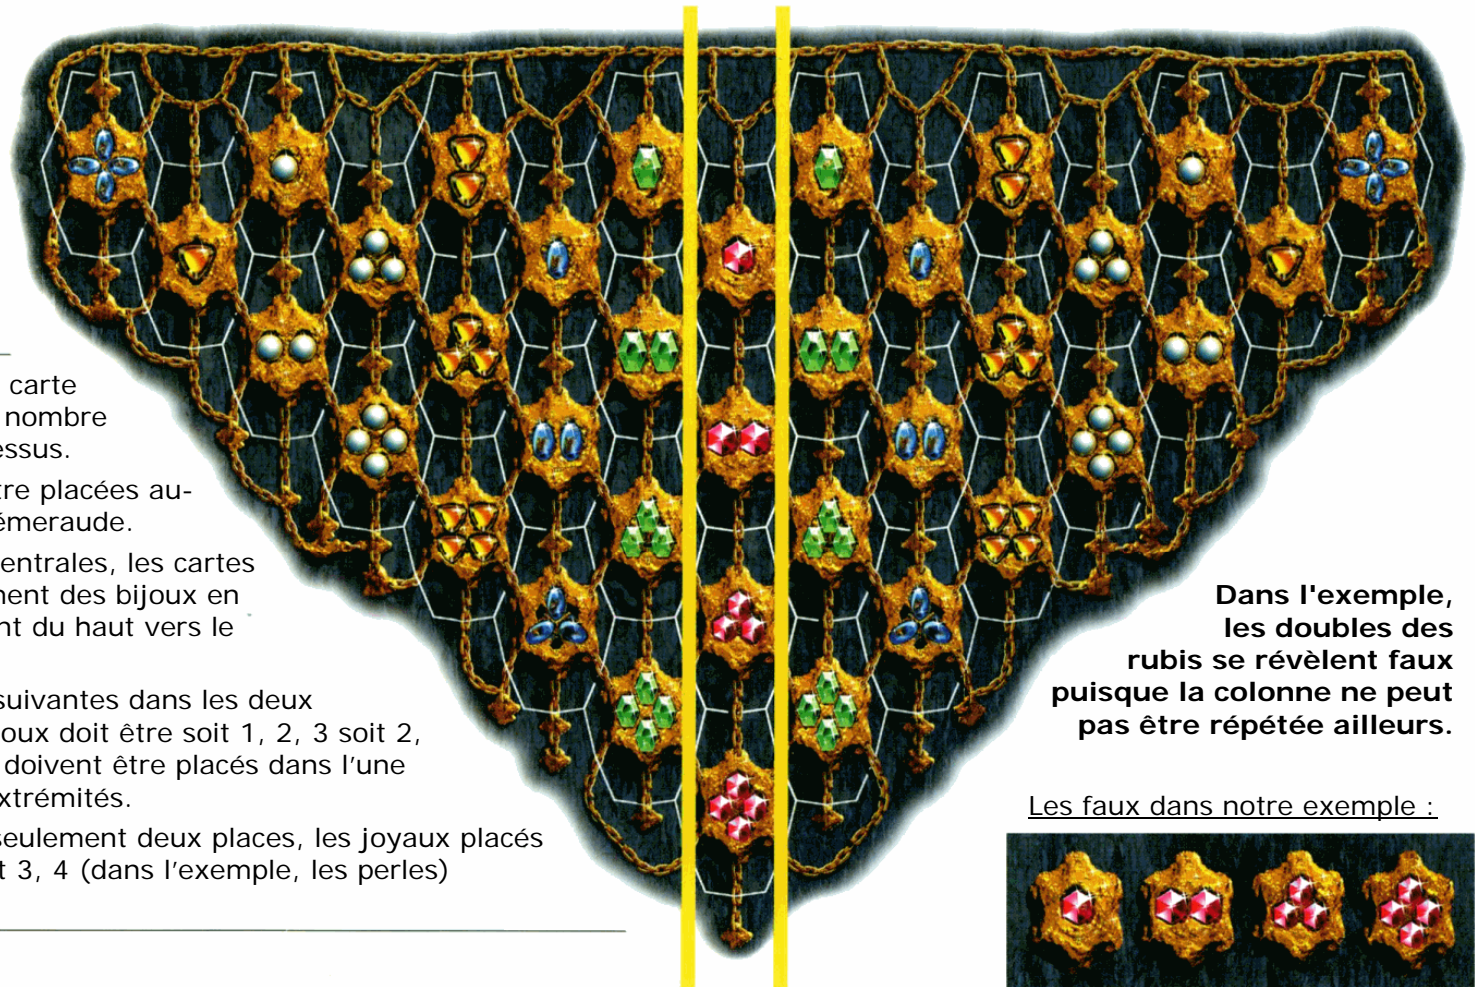 carte
nombre
essus.
tre placées au-
émeraude.
entrales, les cartes
nent des bijoux en
nt du haut vers le
suivantes dans les deux
oux doit être soit 1, 2, 3 soit 2,
doivent être placés dans l'une
xtrémités.
seulement deux places, les joyaux placés
t 3, 4 (dans l'exemple, les perles)
Dans l'exemple,
les doubles des
rubis se révèlent faux
puisque la colonne ne peut
pas être répétée ailleurs.
Les faux dans notre exemple :